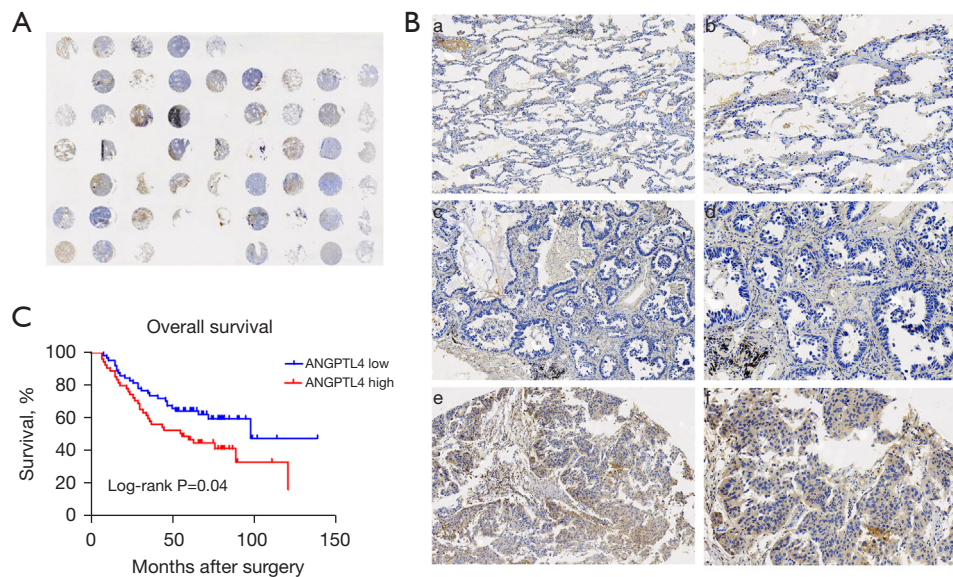 A
B
a
b
c
d
e
f
C
Overall survival
ANGPTL4 low
ANGPTL4 high
Survival, %
100
80
60
40
20
0
Log-rank P=0.04
0 50 100 150
Months after surgery